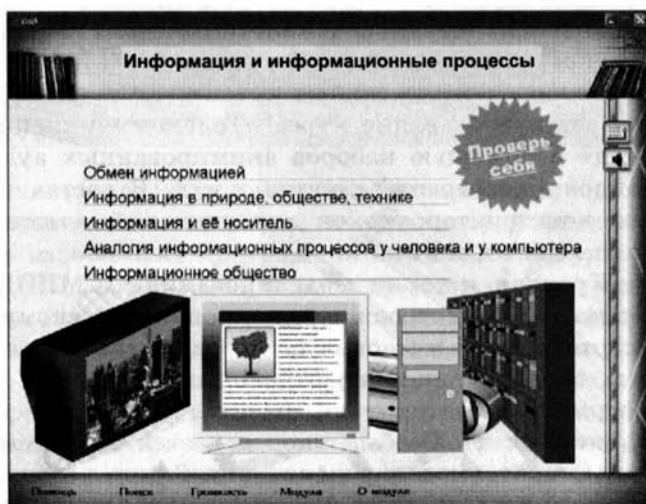 Информация и информационные процессы
Проверь
себя
Обмен информацией
Информация в природе, обществе, технике
Информация и её носитель
Аналогия информационных процессов у человека и у компьютера
Информационное общество
Помощь Поиск Громкость Модули О модуле